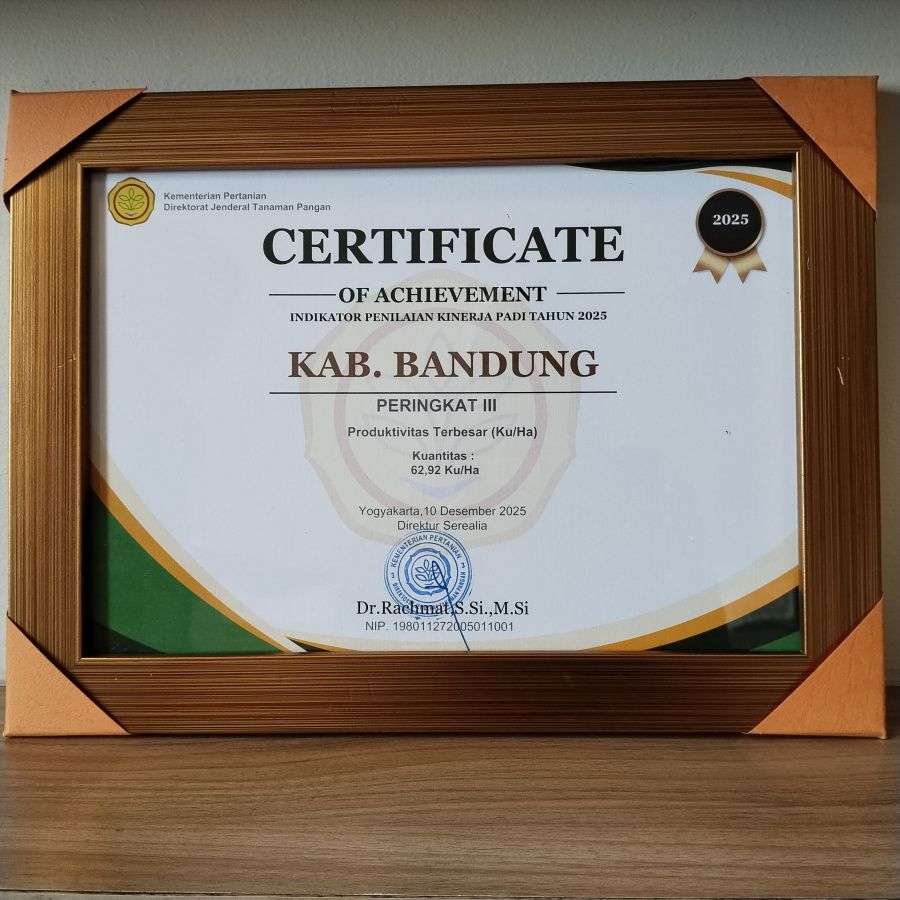 Kementerian Pertanian
Direktorat Jenderal Tanaman Pangan
2025
CERTIFICATE
OF ACHIEVEMENT
INDIKATOR PENILAIAN KINERJA PADI TAHUN 2025
KAB. BANDUNG
PERINGKAT III
Produktivitas Terbesar (Ku/Ha)
Kuantitas :
62,92 Ku/Ha
Yogyakarta,10 Desember 2025
Direktur Serealia
KEMENTERIAN PERTANIAN
Dr.Rachmat,S.Si.,M.Si
NIP. 198011272005011001